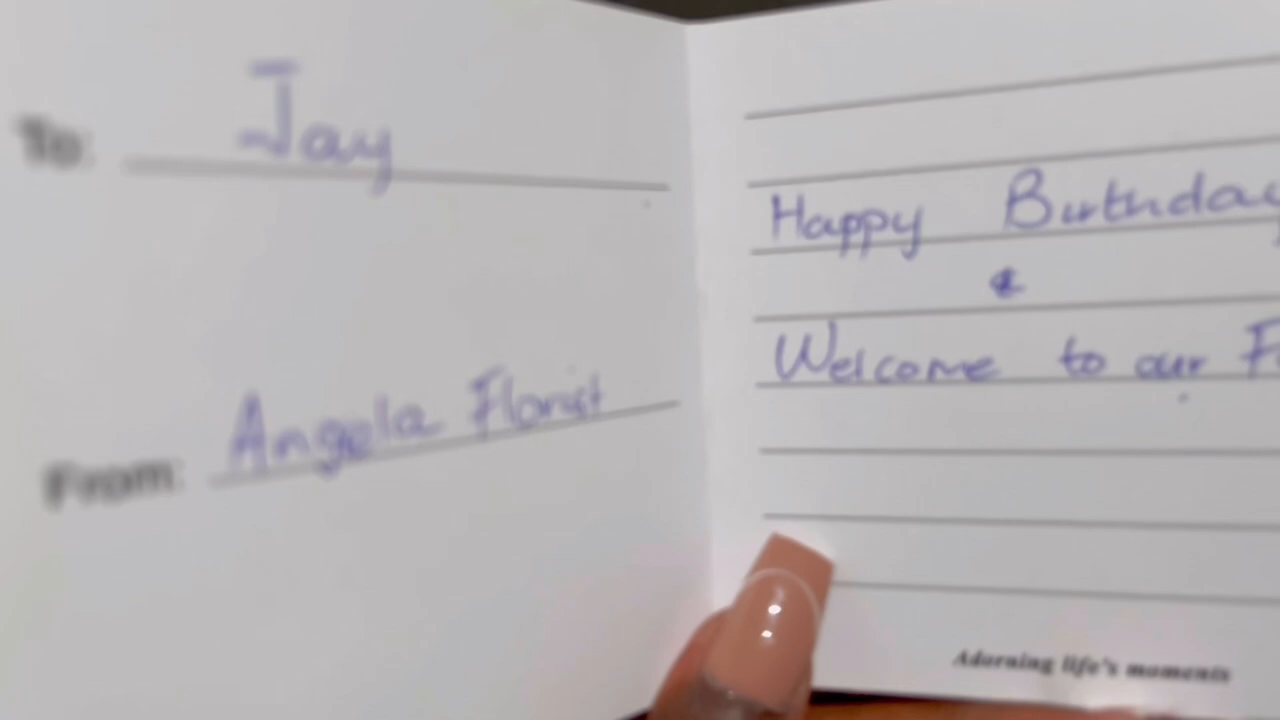 To: Jay
From: Angela Florist
Happy Birthday
&
Welcome to our
Adorning life's moments